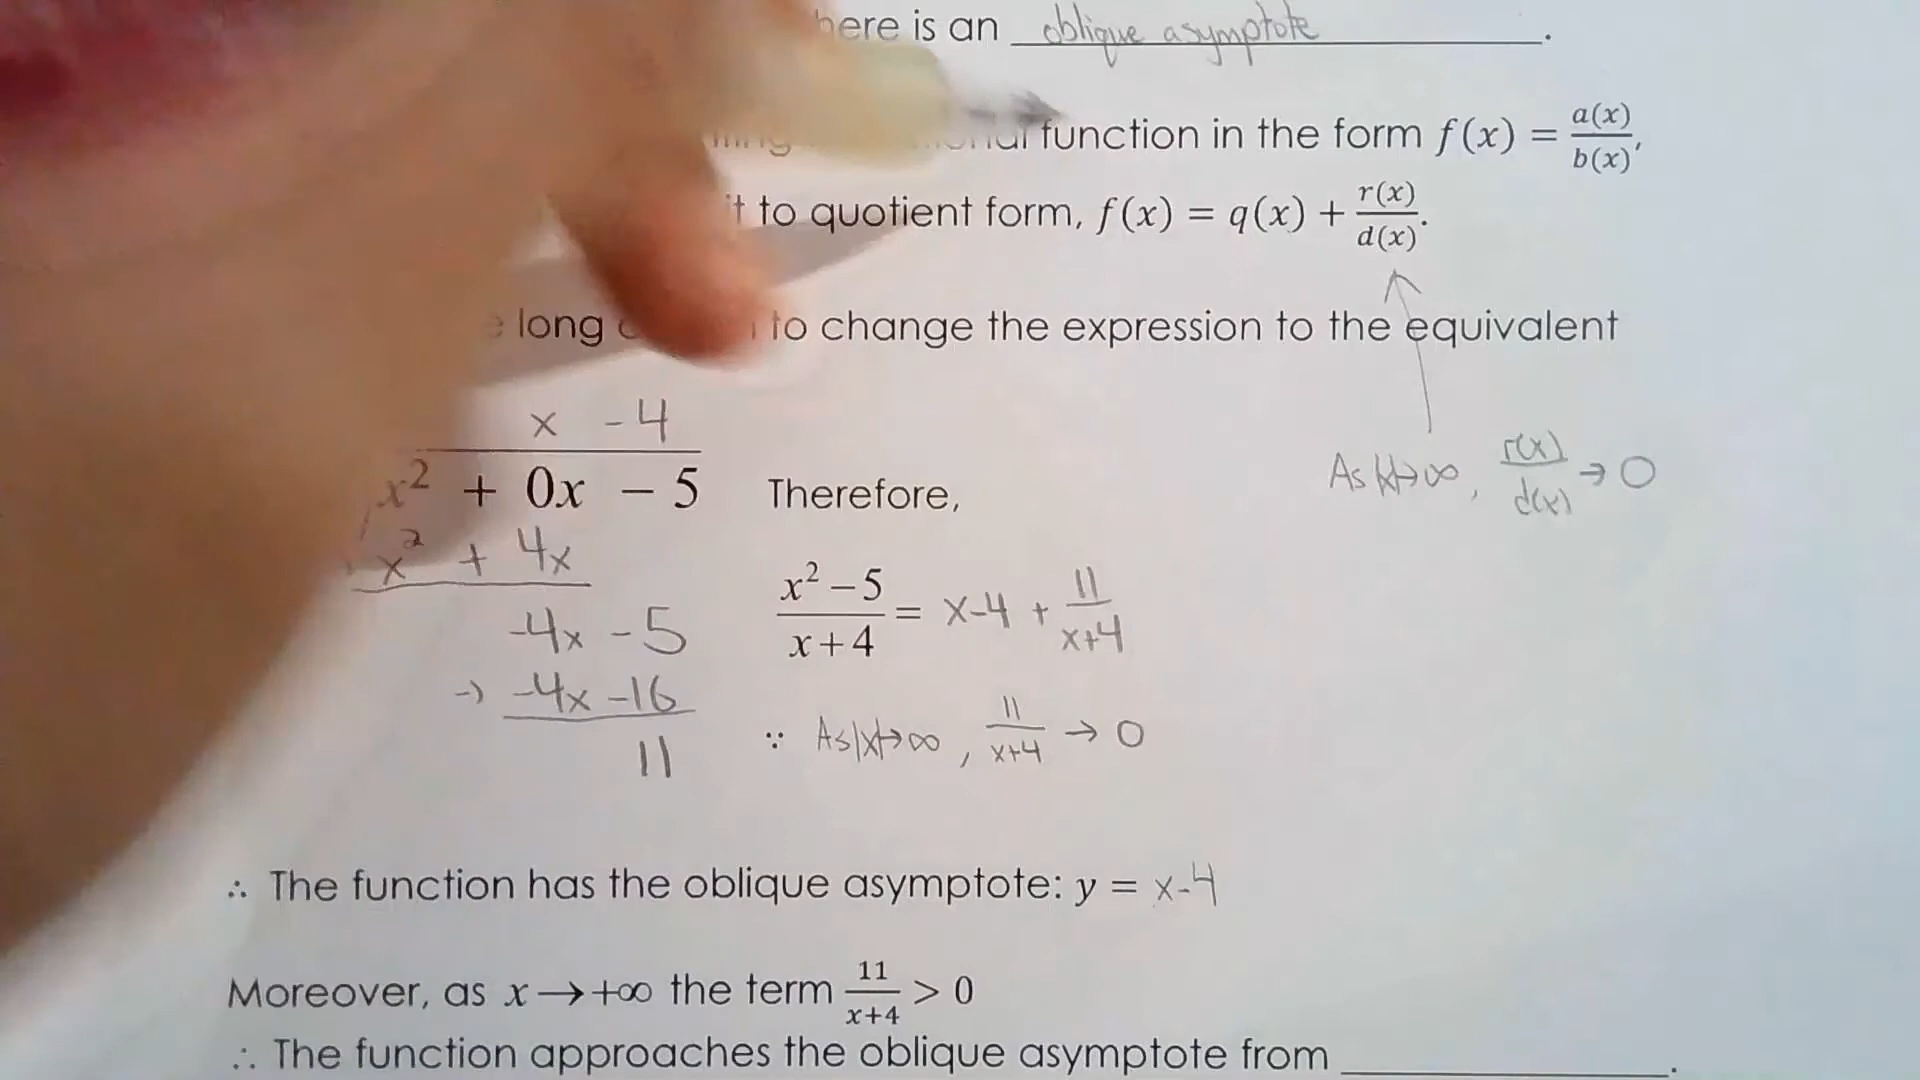 here is an oblique asymptote.
function in the form f(x) = a(x)/b(x),
it to quotient form, f(x) = q(x) + r(x)/d(x).
long to change the expression to the equivalent
x - 4
x² + 0x - 5
x² + 4x
-4x - 5
→ -4x - 16
11
As |x|→∞, r(x)/d(x) → 0
Therefore,
x² - 5/x + 4 = x-4 + 11/x+4
∵ As |x|→∞, 11/x+4 → 0
∴ The function has the oblique asymptote: y = x-4
Moreover, as x → +∞ the term 11/x+4 > 0
∴ The function approaches the oblique asymptote from ____________.